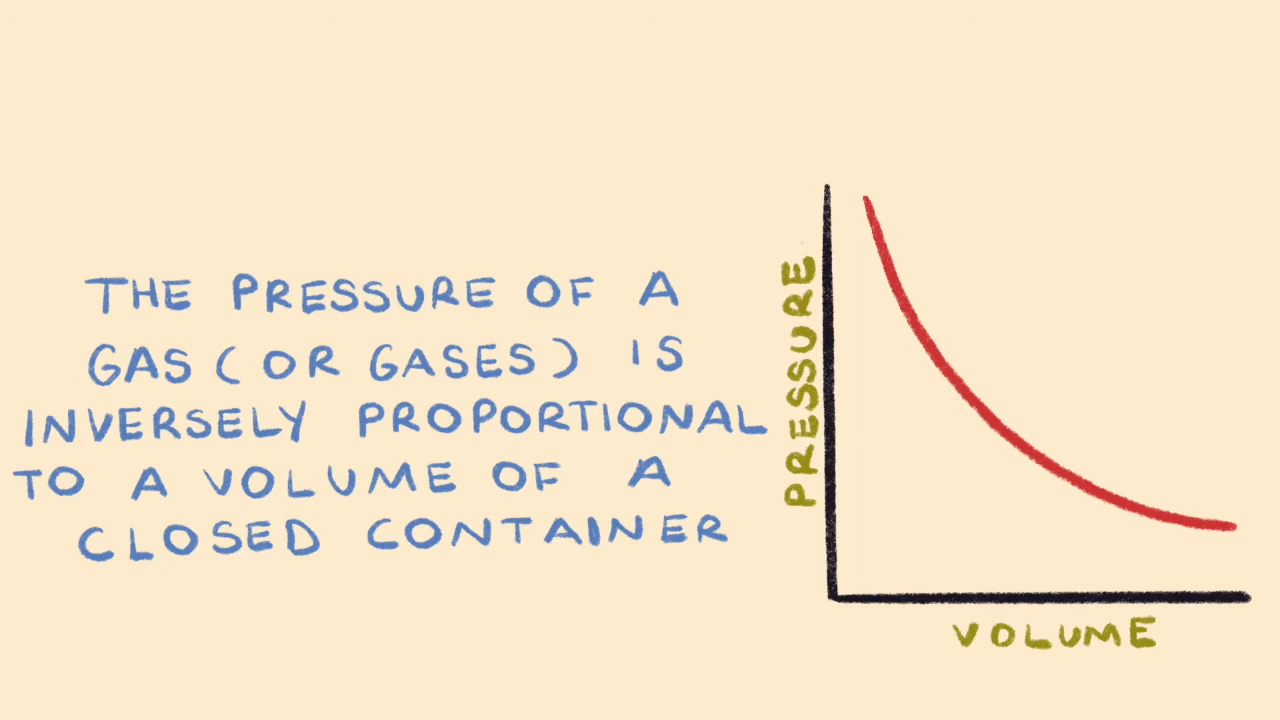 THE PRESSURE OF A
GAS (OR GASES) IS
INVERSELY PROPORTIONAL
TO A VOLUME OF A
CLOSED CONTAINER
PRESSURE
VOLUME